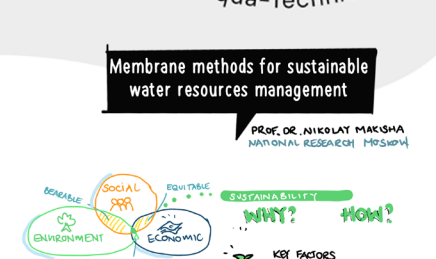 Membrane methods for sustainable
water resources management
PROF. DR. NIKOLAY MAKISHA
NATIONAL RESEARCH MOSKOW
SOCIAL
BEARABLE
EQUITABLE
ENVIRONMENT
ECONOMIC
SUSTAINABILITY
WHY? HOW?
KEY FACTORS